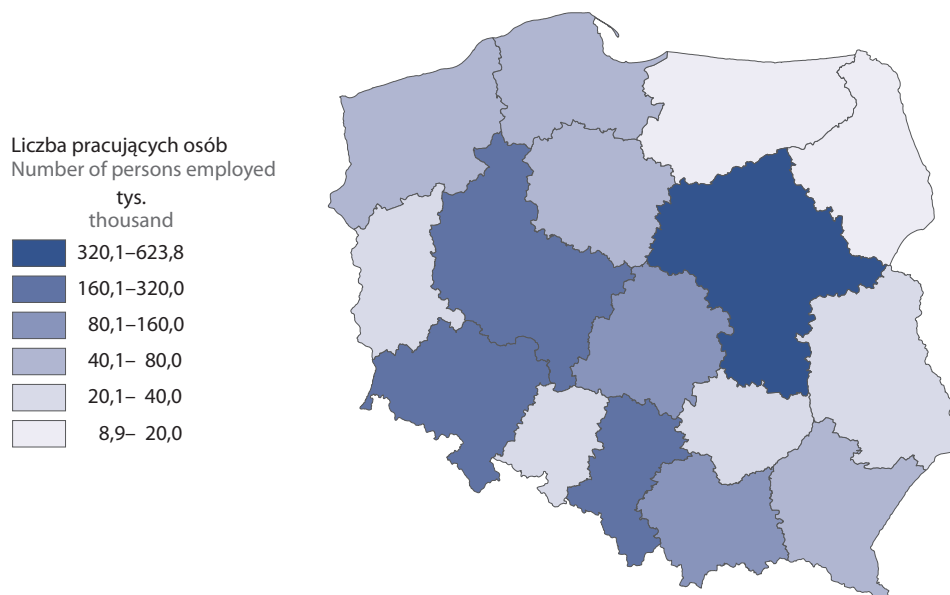 Liczba pracujących osób
Number of persons employed
tys.
thousand
320,1–623,8
160,1–320,0
80,1–160,0
40,1– 80,0
20,1– 40,0
8,9– 20,0